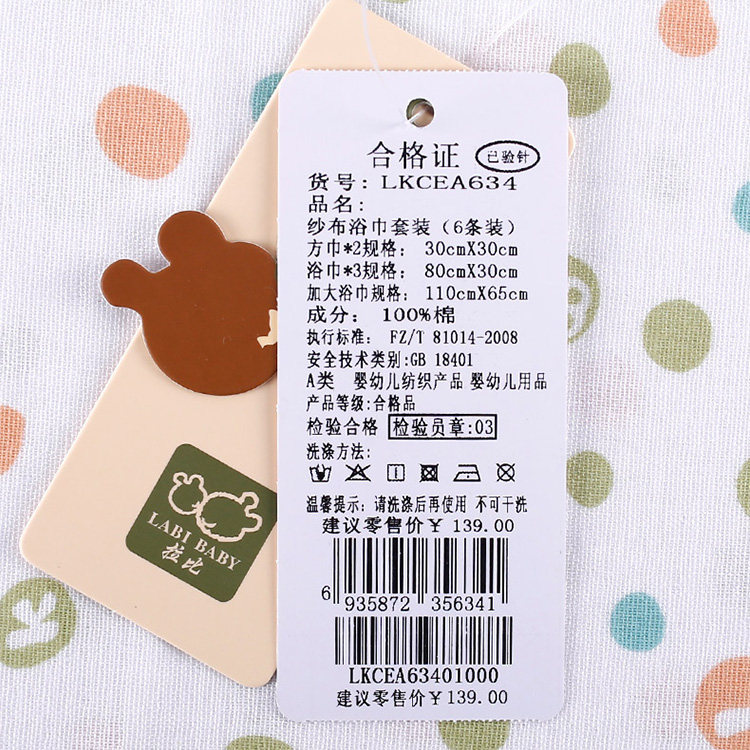 合格证 已验针
货号: LKCEA634
品名:
纱布浴巾套装（6条装）
方巾*2规格： 30cmX30cm
浴巾*3规格： 80cmX30cm
加大浴巾规格： 110cmX65cm
成分： 100%棉
执行标准： FZ/T 81014-2008
安全技术类别:GB 18401
A类 婴幼儿纺织产品 婴幼儿用品
产品等级:合格品
检验合格 检验员章:03
洗涤方法:
温馨提示: 请洗涤后再使用 不可干洗
建议零售价￥ 139.00
6 935872 356341
LKCEA63401000
建议零售价￥ 139.00
LABI BABY
拉比